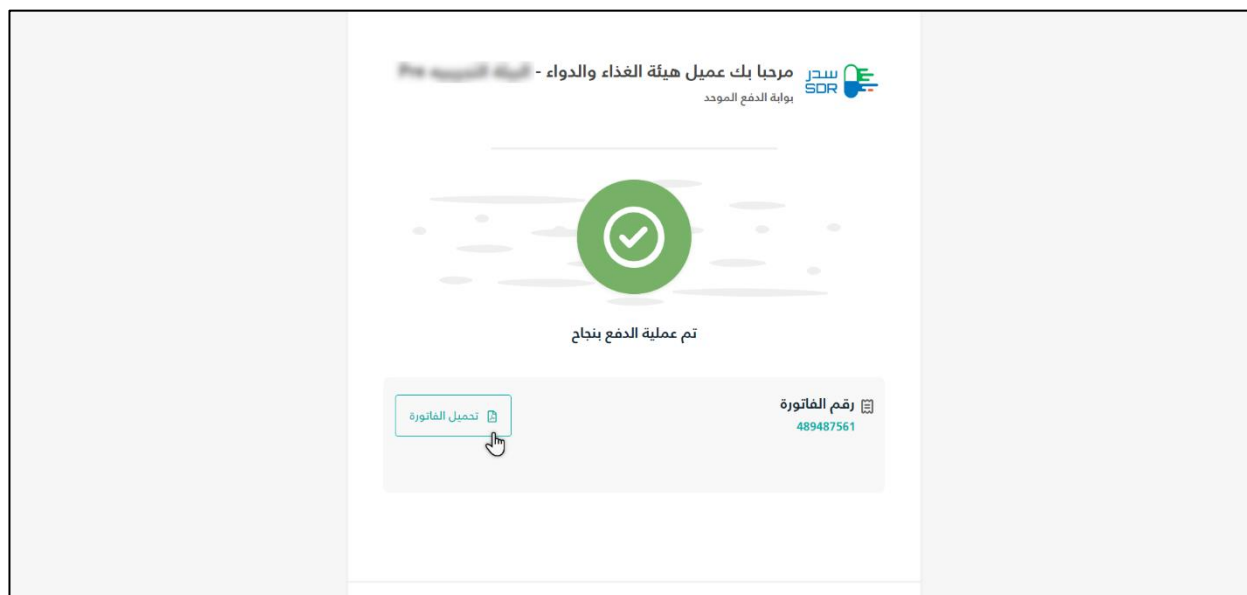 سدر
SDR
مرحبا بك عميل هيئة الغذاء والدواء -
بوابة الدفع الموحد
تم عملية الدفع بنجاح
رقم الفاتورة
489487561
تحميل الفاتورة